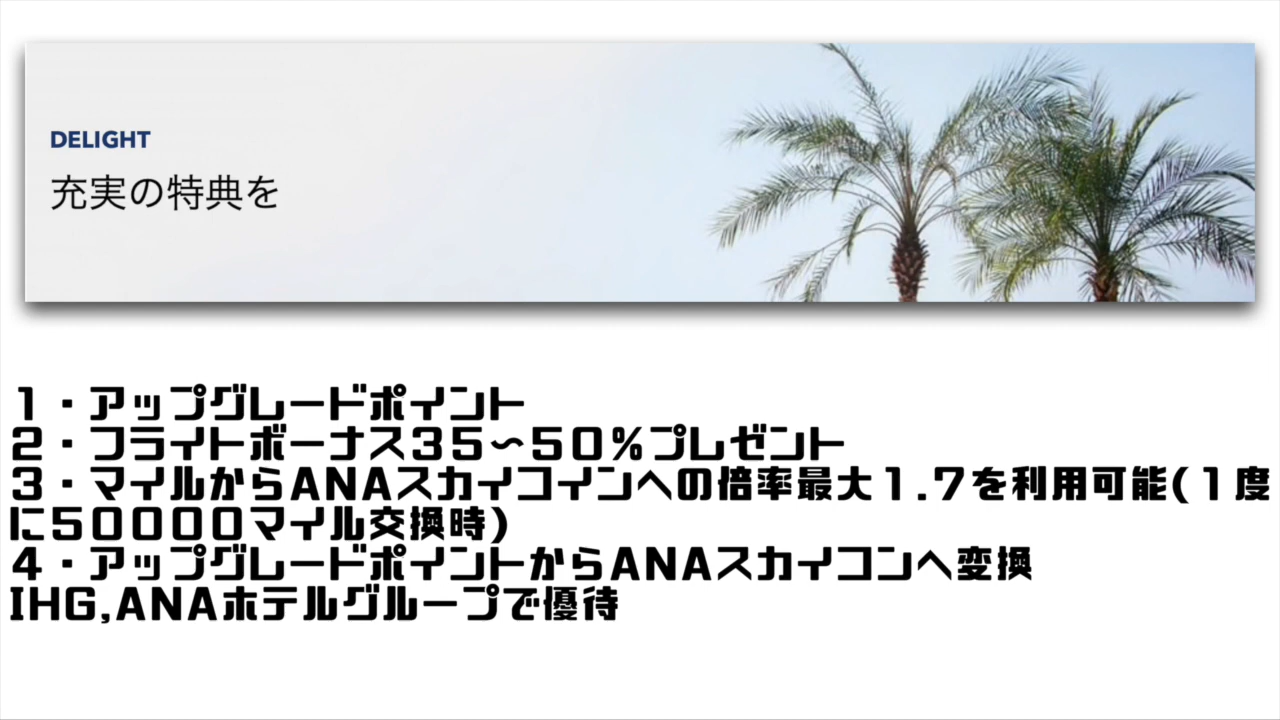 DELIGHT
充実の特典を
１・アップグレードポイント
２・フライトボーナス３５〜５０％プレゼント
３・マイルからANAスカイコインへの倍率最大１.７を利用可能(１度
に５００００マイル交換時)
４・アップグレードポイントからANAスカイコンへ変換
IHG,ANAホテルグループで優待